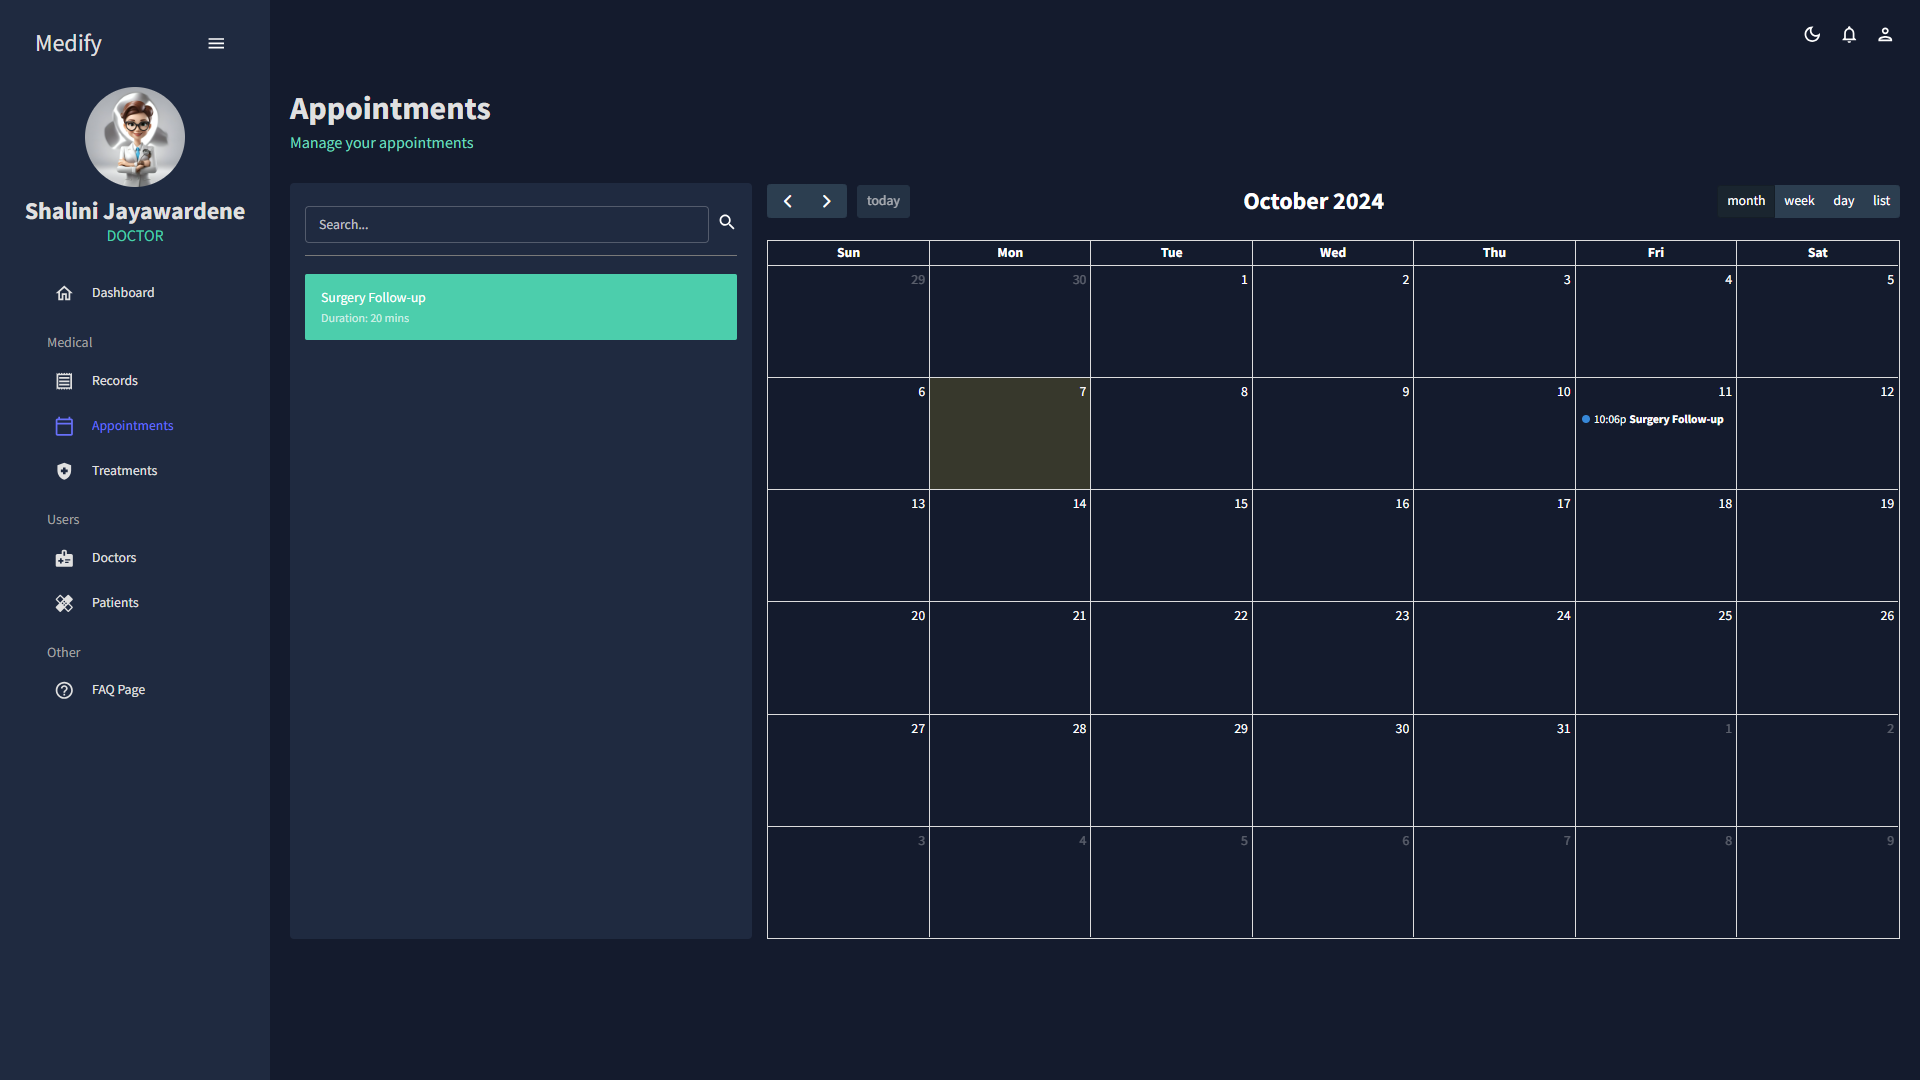 Medify
Shalini Jayawardene
DOCTOR
Dashboard
Medical
Records
Appointments
Treatments
Users
Doctors
Patients
Other
FAQ Page
Appointments
Manage your appointments
Search...
Surgery Follow-up
Duration: 20 mins
today
October 2024
month week day list
Sun Mon Tue Wed Thu Fri Sat
29 30 1 2 3 4 5
6 7 8 9 10 11 12
10:06p Surgery Follow-up
13 14 15 16 17 18 19
20 21 22 23 24 25 26
27 28 29 30 31 1 2
3 4 5 6 7 8 9